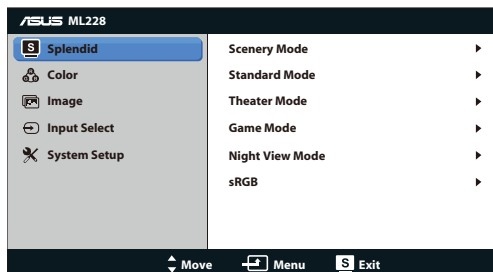 ASUS ML228
S Splendid
Color
Image
Input Select
System Setup
Scenery Mode
Standard Mode
Theater Mode
Game Mode
Night View Mode
sRGB
Move Menu S Exit